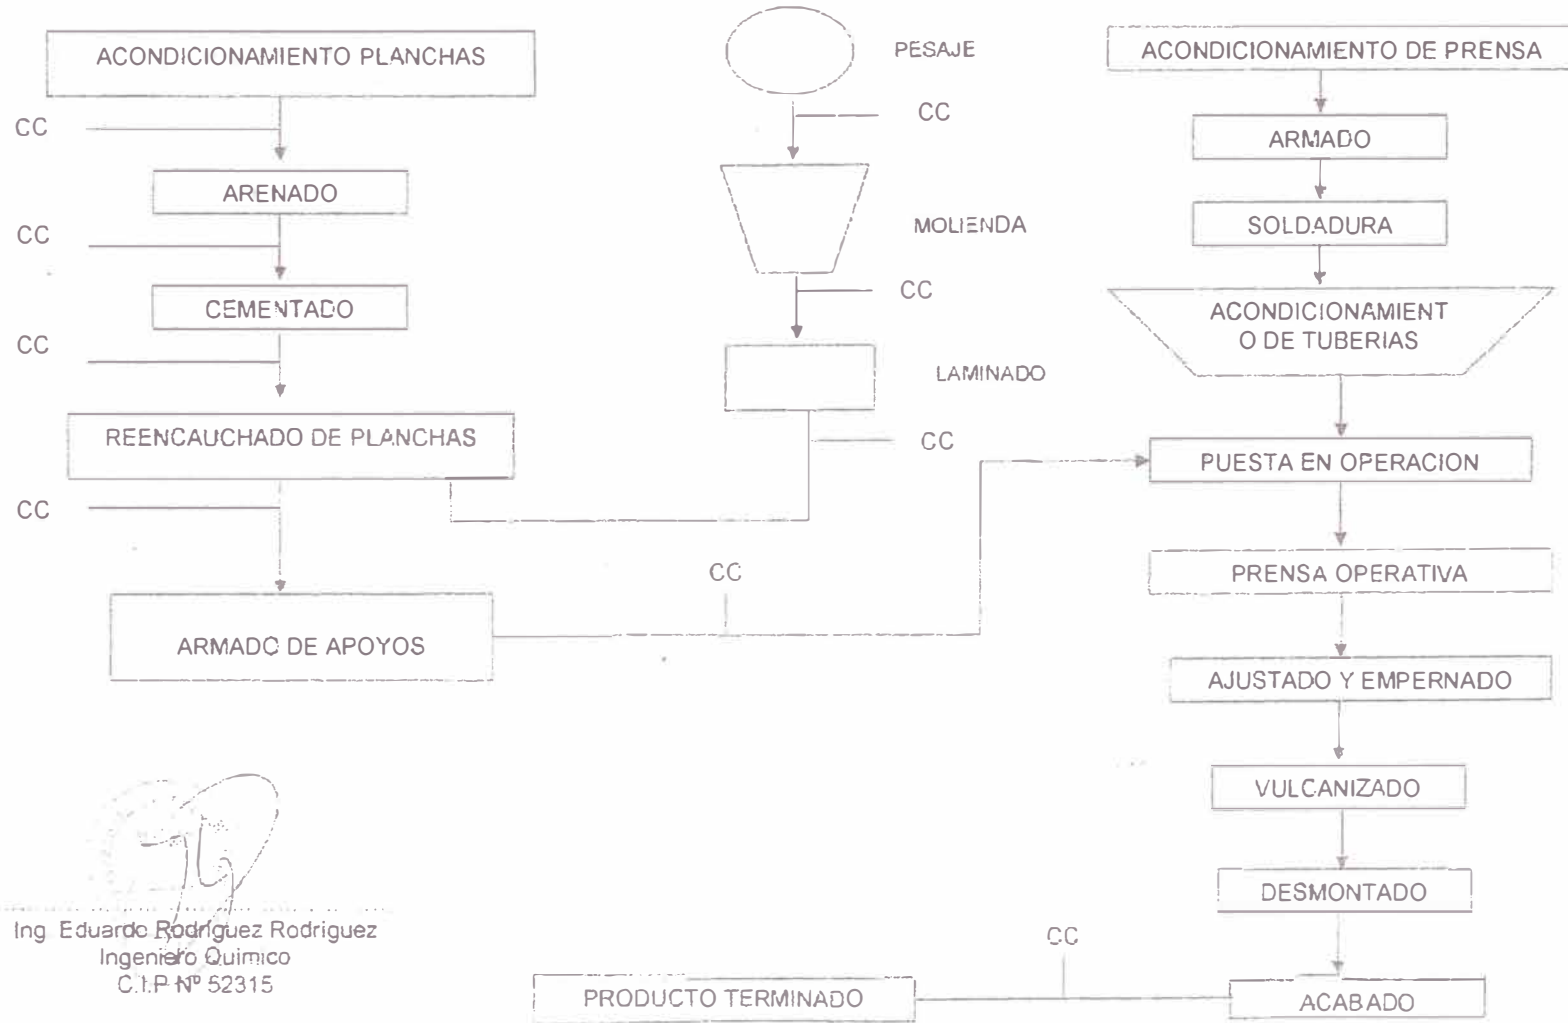 ACONDICIONAMIENTO PLANCHAS
CC
ARENADO
CC
CEMENTADO
CC
REENCAUCHADO DE PLANCHAS
CC
ARMADO DE APOYOS
CC
PESAJE
CC
MOLIENDA
CC
LAMINADO
CC
ACONDICIONAMIENTO DE PRENSA
ARMADO
SOLDADURA
ACONDICIONAMIENT
O DE TUBERIAS
PUESTA EN OPERACION
PRENSA OPERATIVA
AJUSTADO Y EMPERNADO
VULCANIZADO
DESMONTADO
ACABADO
CC
PRODUCTO TERMINADO
Ing. Eduardo Rodríguez Rodriguez
Ingeniero Quimico
C.I.P Nº 52315